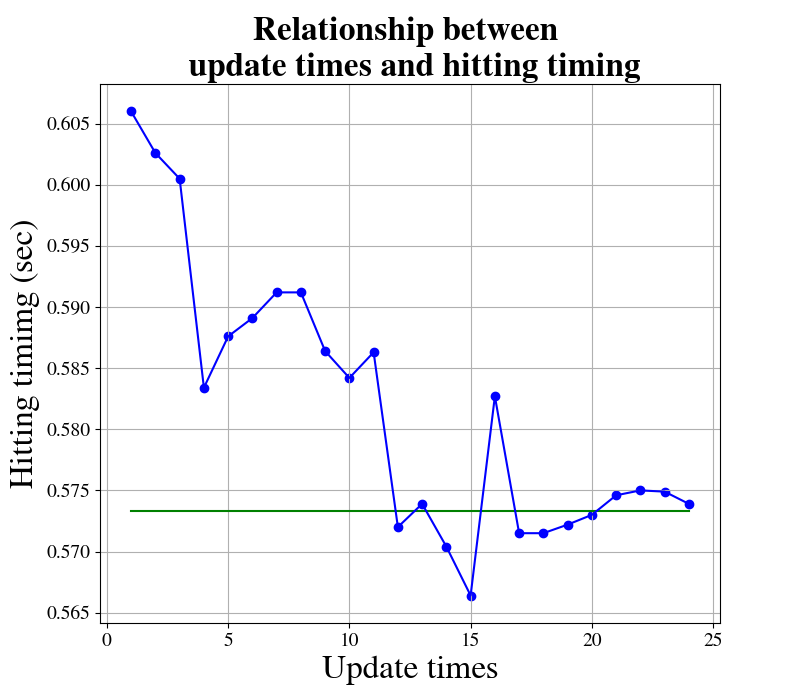 Relationship between
update times and hitting timing
Hitting timimg (sec)
0.605
0.600
0.595
0.590
0.585
0.580
0.575
0.570
0.565
0 5 10 15 20 25
Update times